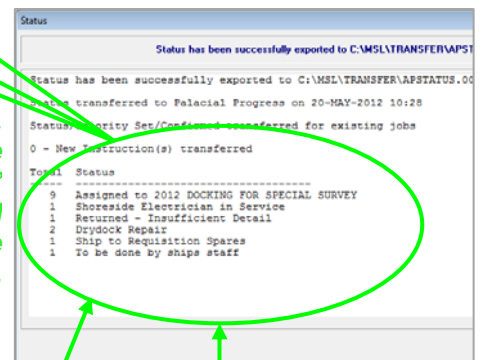 Status
Status has been successfully exported to C:\MSL\TRANSFER\APST
Status has been successfully exported to C:\MSL\TRANSFER\APSTATUS.00
Status transferred to Palacial Progress on 20-MAY-2012 10:28
Status/Priority Set/Confirmed transferred for existing jobs
0 - New Instruction(s) transferred
Total Status
9 Assigned to 2012 DOCKING FOR SPECIAL SURVEY
1 Shoreside Electrician in Service
1 Returned - Insufficient Detail
2 Drydock Repair
1 Ship to Requisition Spares
1 To be done by ships staff